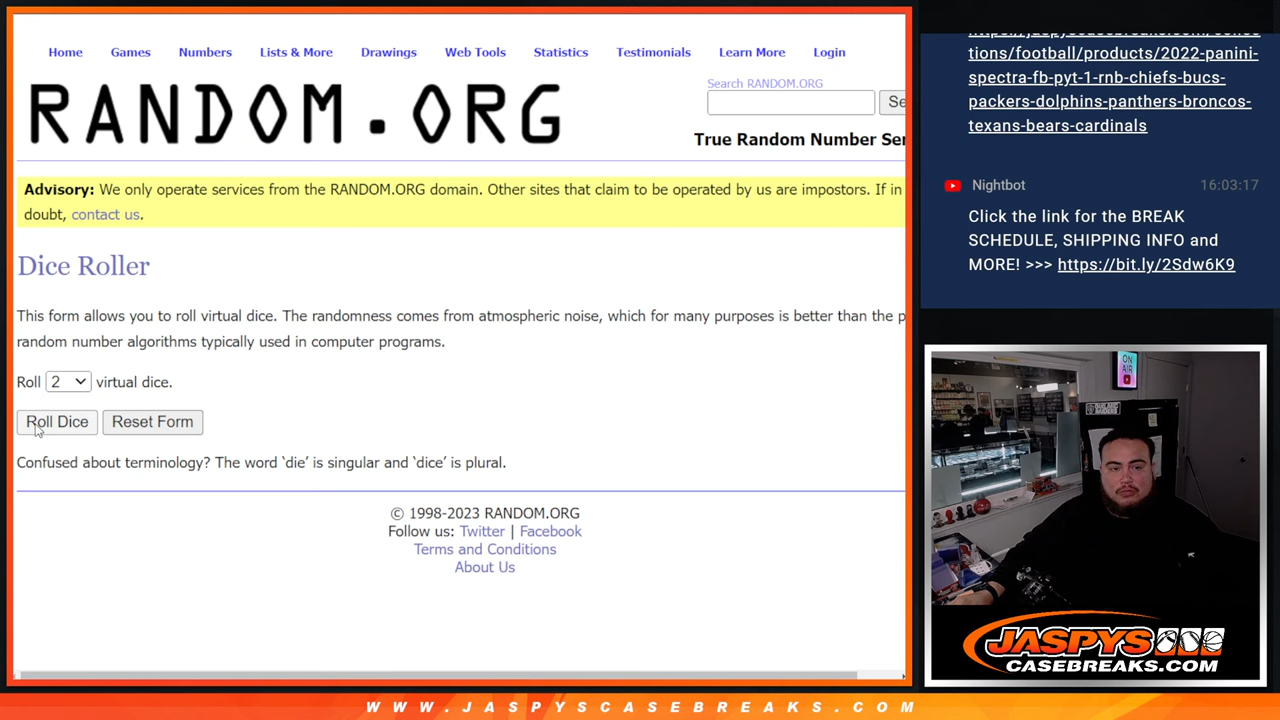 Home Games Numbers Lists & More Drawings Web Tools Statistics Testimonials Learn More Login
Search RANDOM.ORG
RANDOM.ORG
Se
True Random Number Ser
Advisory: We only operate services from the RANDOM.ORG domain. Other sites that claim to be operated by us are impostors. If in
doubt, contact us.
Dice Roller
This form allows you to roll virtual dice. The randomness comes from atmospheric noise, which for many purposes is better than the p
random number algorithms typically used in computer programs.
Roll 2 virtual dice.
Roll Dice Reset Form
Confused about terminology? The word ‘die’ is singular and ‘dice’ is plural.
© 1998-2023 RANDOM.ORG
Follow us: Twitter | Facebook
Terms and Conditions
About Us
tions/football/products/2022-panini-
spectra-fb-pyt-1-rnb-chiefs-bucs-
packers-dolphins-panthers-broncos-
texans-bears-cardinals
Nightbot 16:03:17
Click the link for the BREAK
SCHEDULE, SHIPPING INFO and
MORE! >>> https://bit.ly/2Sdw6K9
ON
AIR
JASPYS
CASEBREAKS.COM
WWW.JASPYSCASEBREAKS.COM